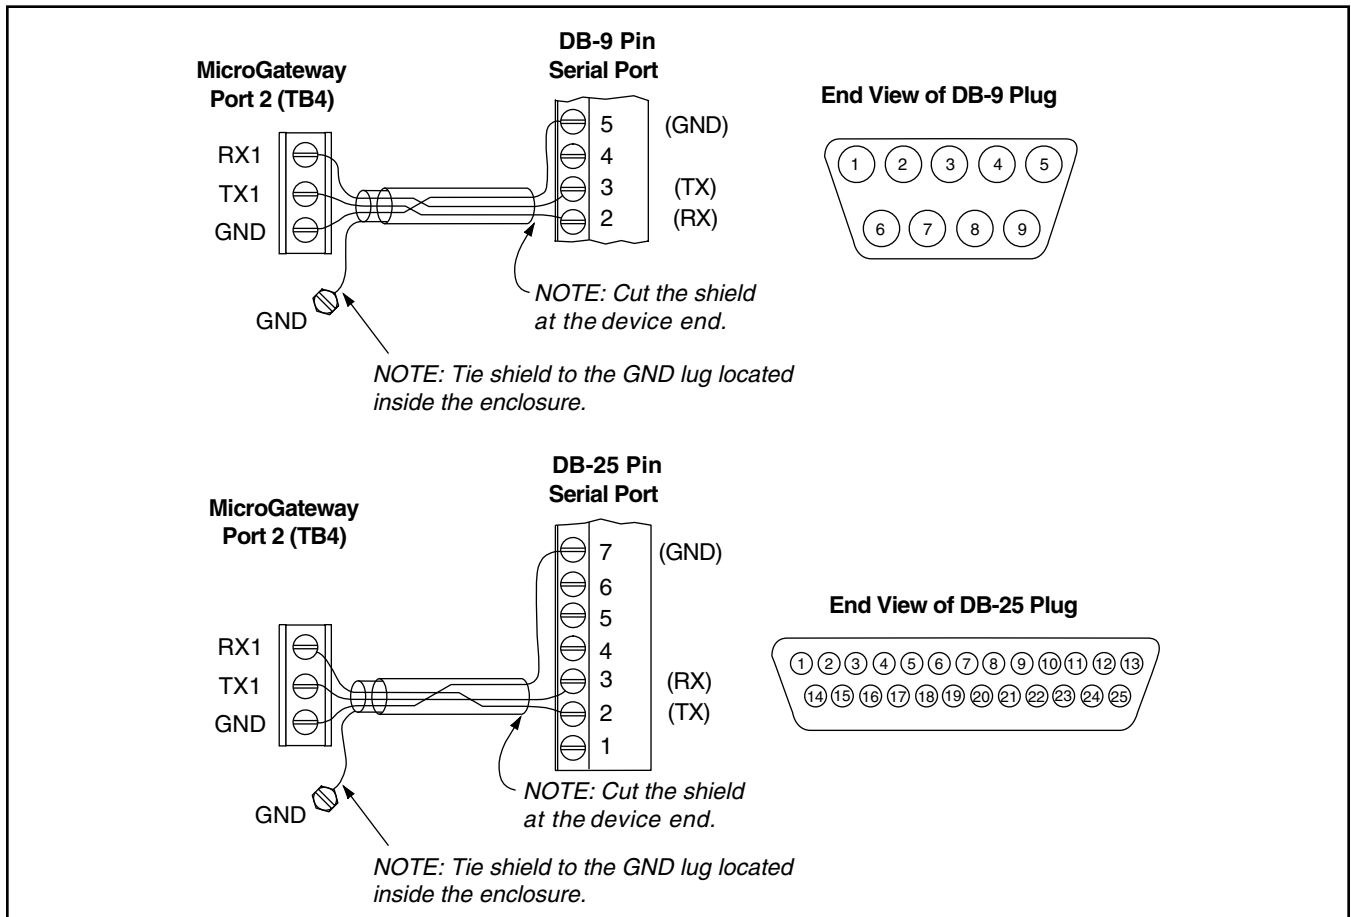 DB-9 Pin
Serial Port
MicroGateway
Port 2 (TB4)
End View of DB-9 Plug
RX1
TX1
GND
5 (GND)
4
3 (TX)
2 (RX)
1 2 3 4 5
6 7 8 9
GND
NOTE: Cut the shield
at the device end.
NOTE: Tie shield to the GND lug located
inside the enclosure.
DB-25 Pin
Serial Port
MicroGateway
Port 2 (TB4)
End View of DB-25 Plug
RX1
TX1
GND
7 (GND)
6
5
4
3 (RX)
2 (TX)
1
1 2 3 4 5 6 7 8 9 10 11 12 13
14 15 16 17 18 19 20 21 22 23 24 25
GND
NOTE: Cut the shield
at the device end.
NOTE: Tie shield to the GND lug located
inside the enclosure.